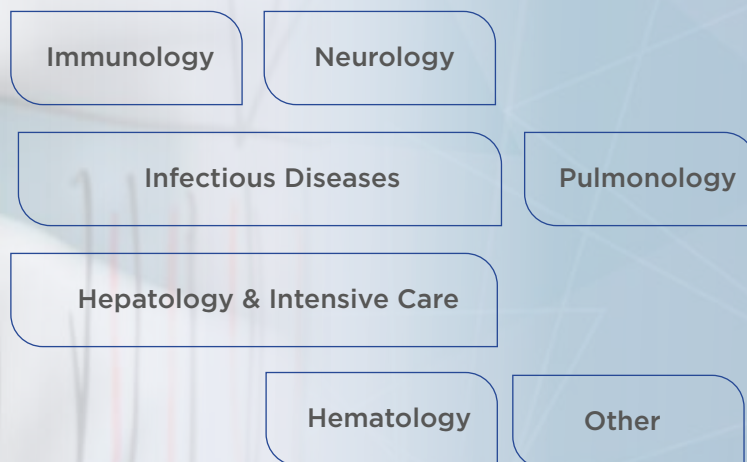 Immunology
Neurology
Infectious Diseases
Pulmonology
Hepatology & Intensive Care
Hematology
Other